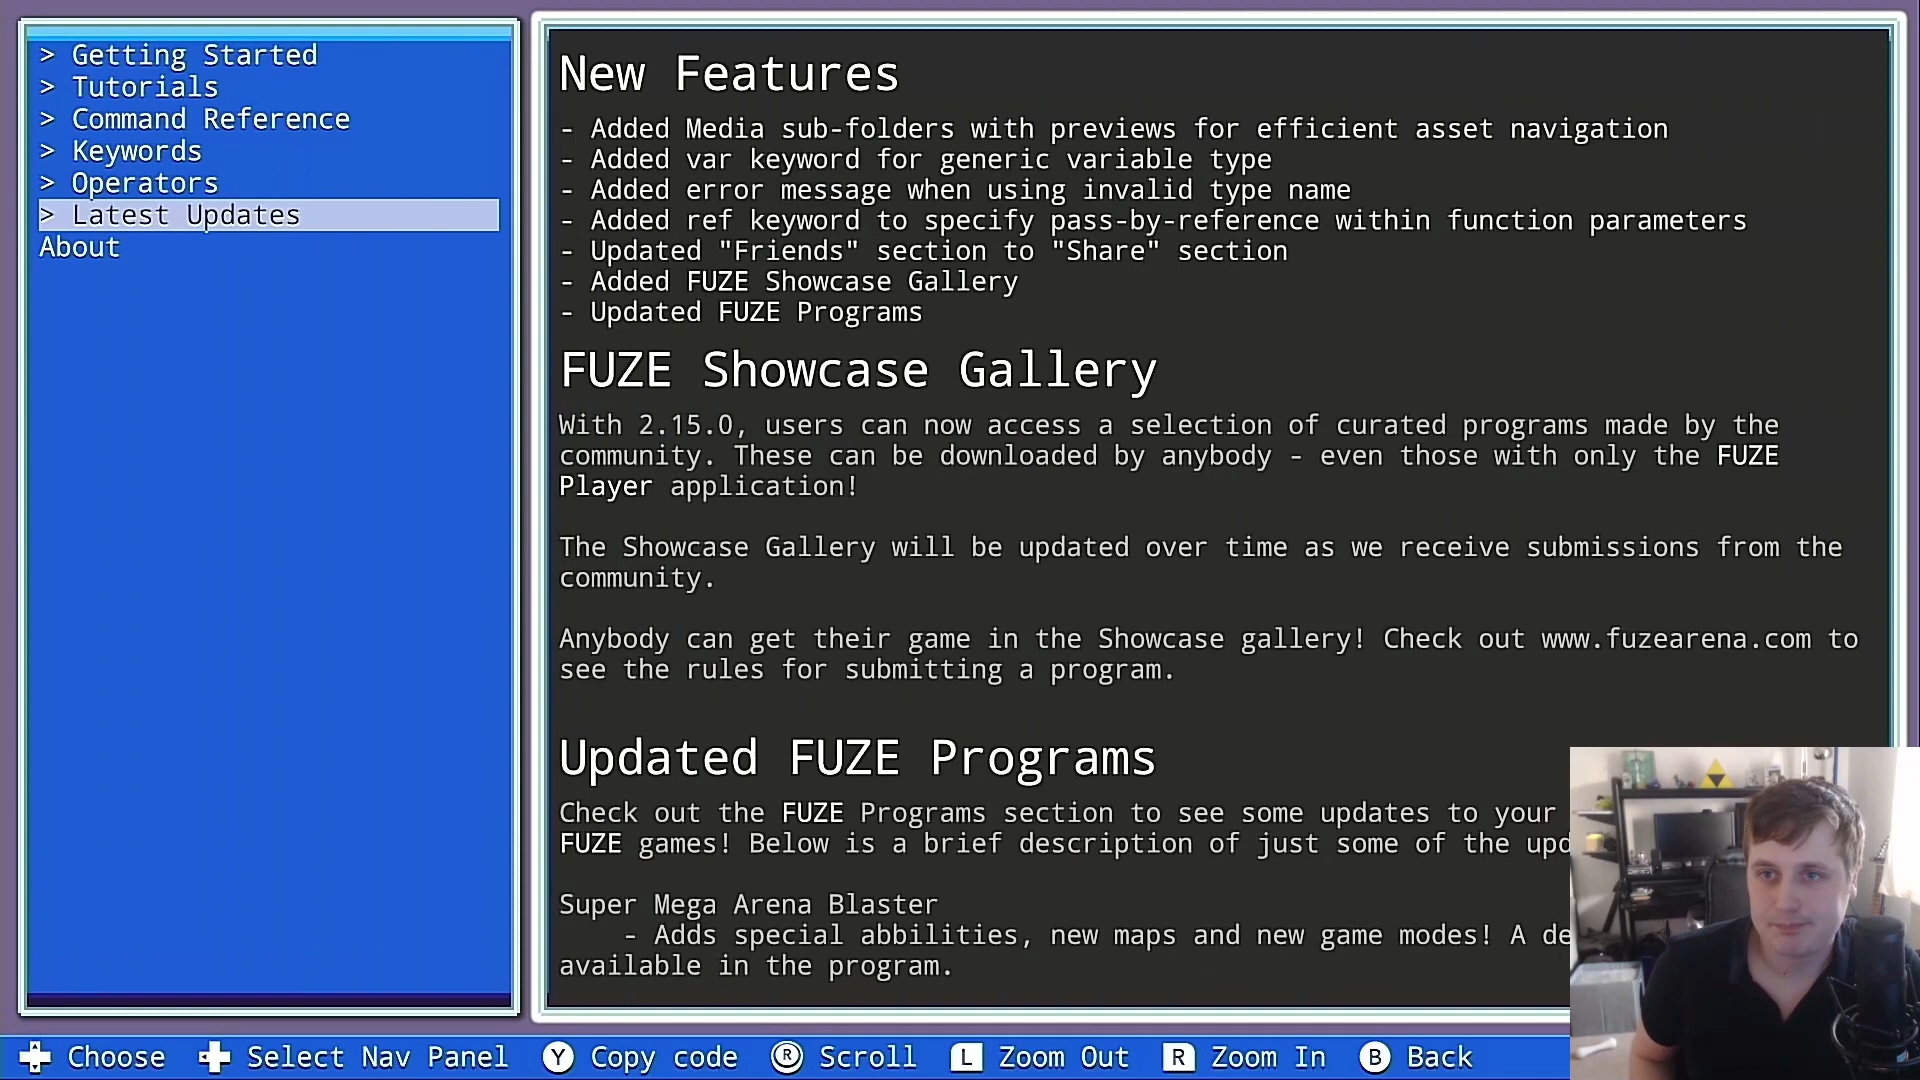 > Getting Started
> Tutorials
> Command Reference
> Keywords
> Operators
> Latest Updates
About
New Features
- Added Media sub-folders with previews for efficient asset navigation
- Added var keyword for generic variable type
- Added error message when using invalid type name
- Added ref keyword to specify pass-by-reference within function parameters
- Updated "Friends" section to "Share" section
- Added FUZE Showcase Gallery
- Updated FUZE Programs
FUZE Showcase Gallery
With 2.15.0, users can now access a selection of curated programs made by the
community. These can be downloaded by anybody - even those with only the FUZE
Player application!
The Showcase Gallery will be updated over time as we receive submissions from the
community.
Anybody can get their game in the Showcase gallery! Check out www.fuzearena.com to
see the rules for submitting a program.
Updated FUZE Programs
Check out the FUZE Programs section to see some updates to your
FUZE games! Below is a brief description of just some of the
Super Mega Arena Blaster
- Adds special abbilities, new maps and new game modes! A
available in the program.
Choose Select Nav Panel Y Copy code R Scroll L Zoom Out R Zoom In B Back